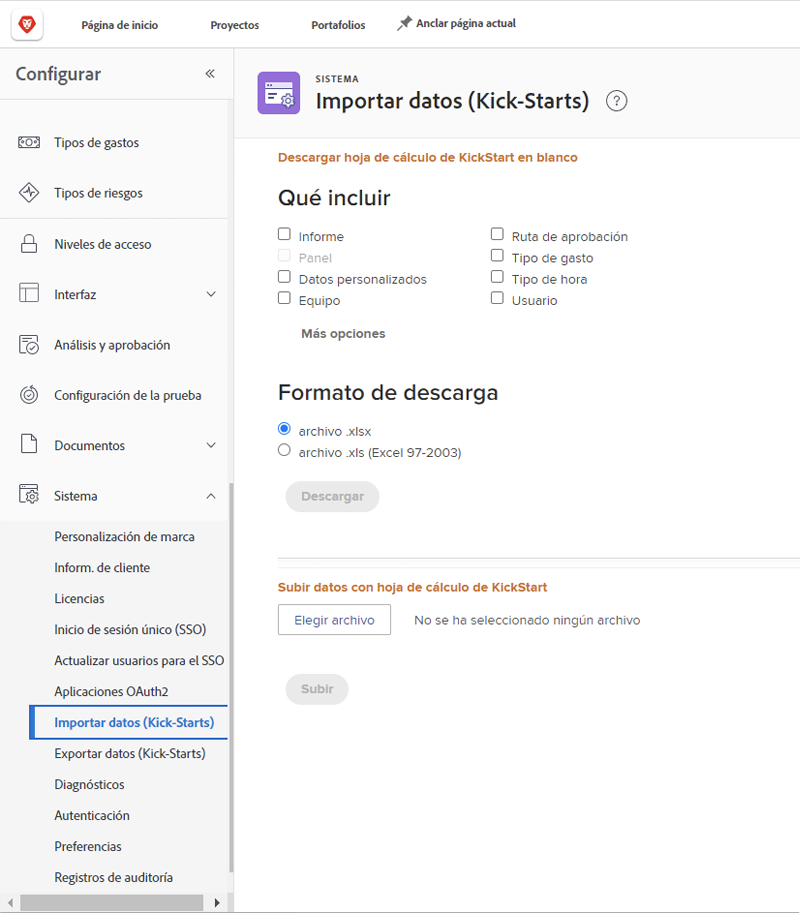 Página de inicio
Proyectos
Portafolios
Anclar página actual
Configurar
Tipos de gastos
Tipos de riesgos
Niveles de acceso
Interfaz
Análisis y aprobación
Configuración de la prueba
Documentos
Sistema
Personalización de marca
Inform. de cliente
Licencias
Inicio de sesión único (SSO)
Actualizar usuarios para el SSO
Aplicaciones OAuth2
Importar datos (Kick-Starts)
Exportar datos (Kick-Starts)
Diagnósticos
Autenticación
Preferencias
Registros de auditoría
SISTEMA
Importar datos (Kick-Starts) ?
Descargar hoja de cálculo de KickStart en blanco
Qué incluir
Informe
Panel
Datos personalizados
Equipo
Ruta de aprobación
Tipo de gasto
Tipo de hora
Usuario
Más opciones
Formato de descarga
archivo .xlsx
archivo .xls (Excel 97-2003)
Descargar
Subir datos con hoja de cálculo de KickStart
Elegir archivo No se ha seleccionado ningún archivo
Subir